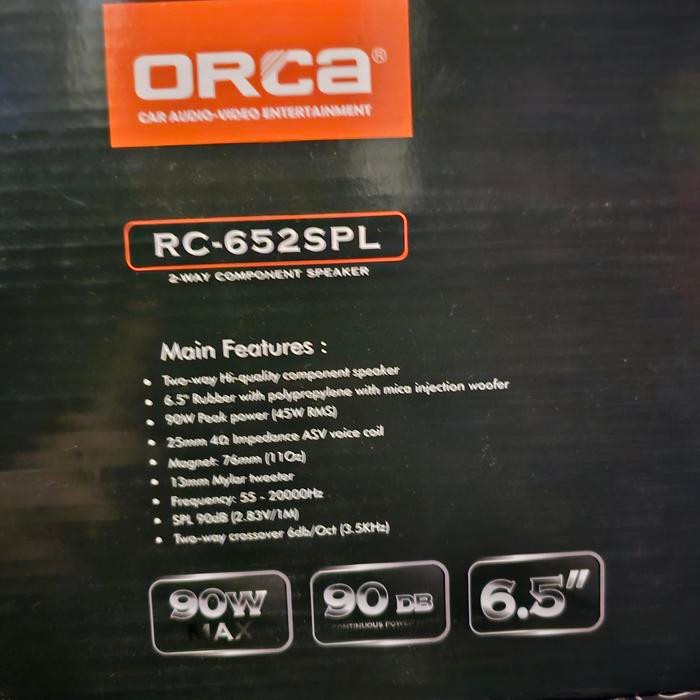 ORCA®
CAR AUDIO-VIDEO ENTERTAINMENT
RC-652SPL
2-WAY COMPONENT SPEAKER
Main Features :
• Two-way Hi-quality component speaker
• 6.5" Rubber with polypropylene with mica injection woofer
• 90W Peak power (45W RMS)
• 25mm 4Ω Impedance ASV voice coil
• Magnet: 76mm (11Oz)
• 13mm Mylar tweeter
• Frequency: 55 - 20000Hz
• SPL 90dB (2.83V/1M)
• Two-way crossover 6db/Oct (3.5KHz)
90W
MAX
90 DB
CONTINUOUS POWER
6.5"